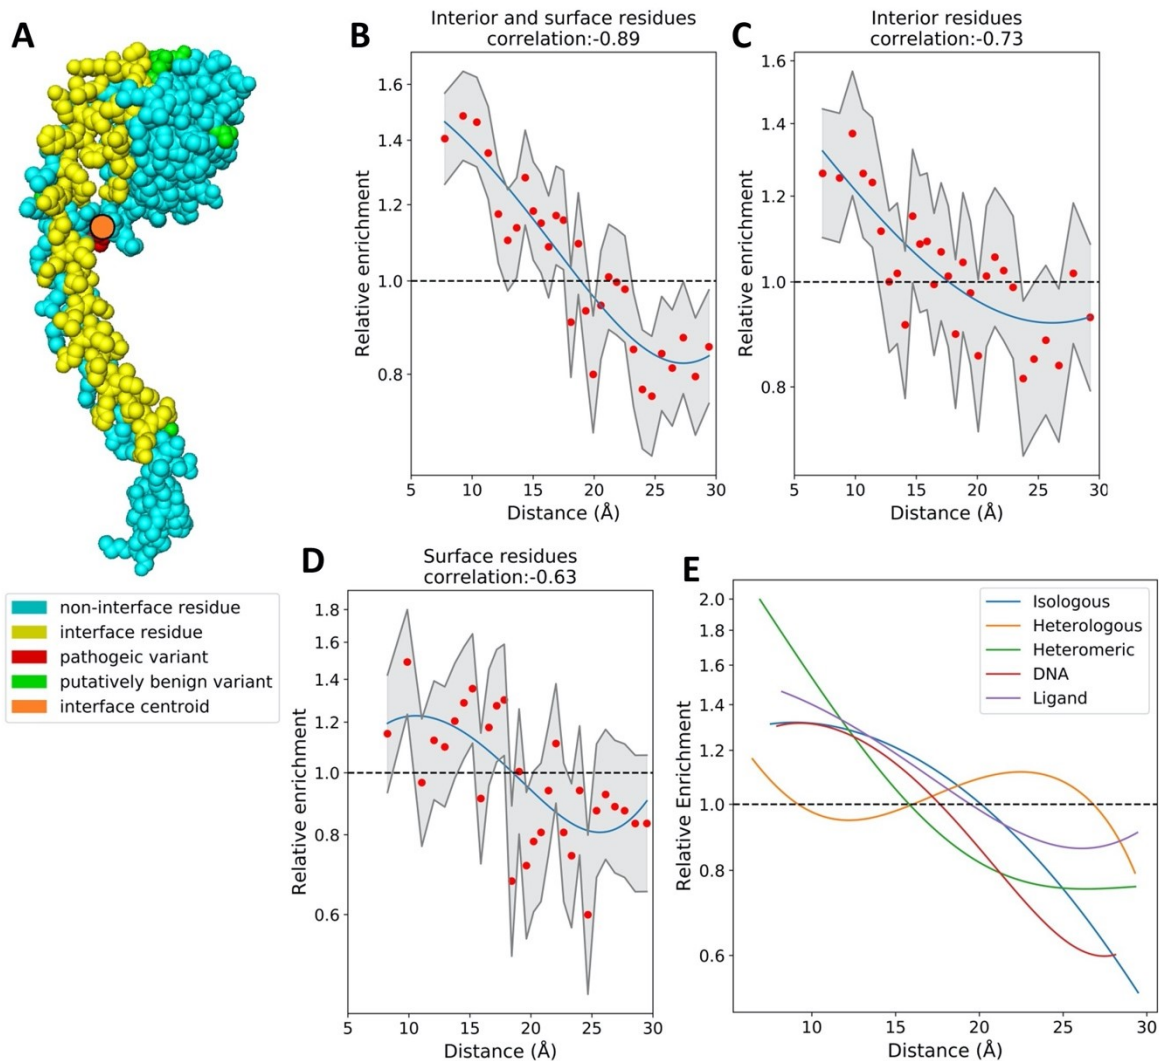 A
non-interface residue
interface residue
pathogeic variant
putatively benign variant
interface centroid
B
Interior and surface residues
correlation:-0.89
Relative enrichment
1.6
1.4
1.2
1.0
0.8
5 10 15 20 25 30
Distance (Å)
C
Interior residues
correlation:-0.73
Relative enrichment
1.6
1.4
1.2
1.0
0.8
5 10 15 20 25 30
Distance (Å)
D
Surface residues
correlation:-0.63
Relative enrichment
1.8
1.6
1.4
1.2
1.0
0.8
0.6
5 10 15 20 25 30
Distance (Å)
E
Relative Enrichment
2.0
1.8
1.6
1.4
1.2
1.0
0.8
0.6
Isologous
Heterologous
Heteromeric
DNA
Ligand
10 15 20 25 30
Distance (Å)